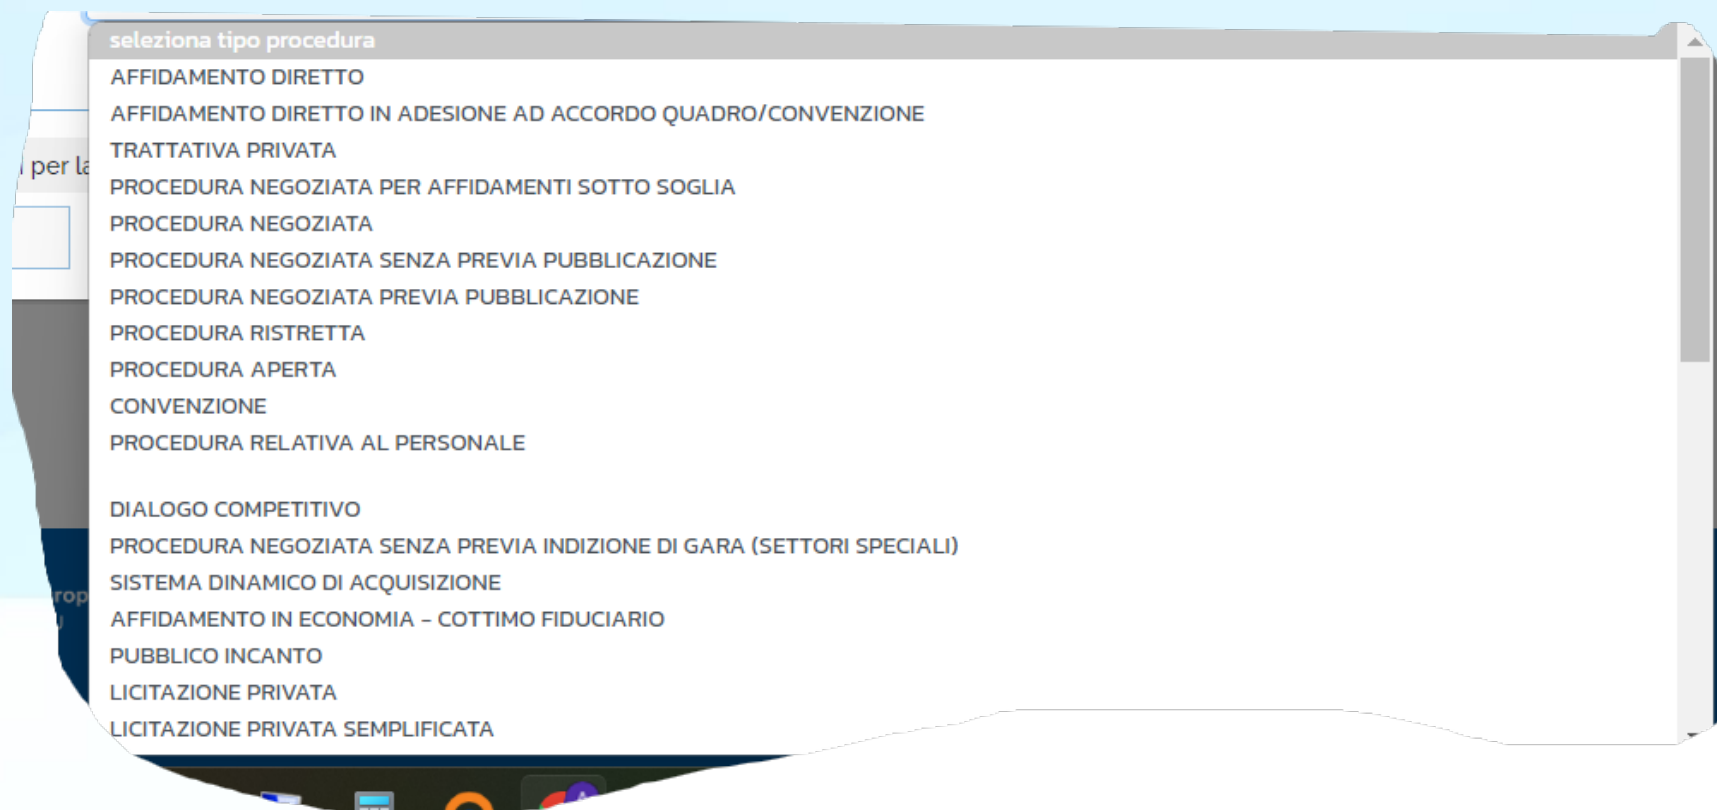 seleziona tipo procedura
AFFIDAMENTO DIRETTO
AFFIDAMENTO DIRETTO IN ADESIONE AD ACCORDO QUADRO/CONVENZIONE
TRATTATIVA PRIVATA
per la
PROCEDURA NEGOZIATA PER AFFIDAMENTI SOTTO SOGLIA
PROCEDURA NEGOZIATA
PROCEDURA NEGOZIATA SENZA PREVIA PUBBLICAZIONE
PROCEDURA NEGOZIATA PREVIA PUBBLICAZIONE
PROCEDURA RISTRETTA
PROCEDURA APERTA
CONVENZIONE
PROCEDURA RELATIVA AL PERSONALE
DIALOGO COMPETITIVO
PROCEDURA NEGOZIATA SENZA PREVIA INDIZIONE DI GARA (SETTORI SPECIALI)
SISTEMA DINAMICO DI ACQUISIZIONE
AFFIDAMENTO IN ECONOMIA - COTTIMO FIDUCIARIO
PUBBLICO INCANTO
LICITAZIONE PRIVATA
LICITAZIONE PRIVATA SEMPLIFICATA